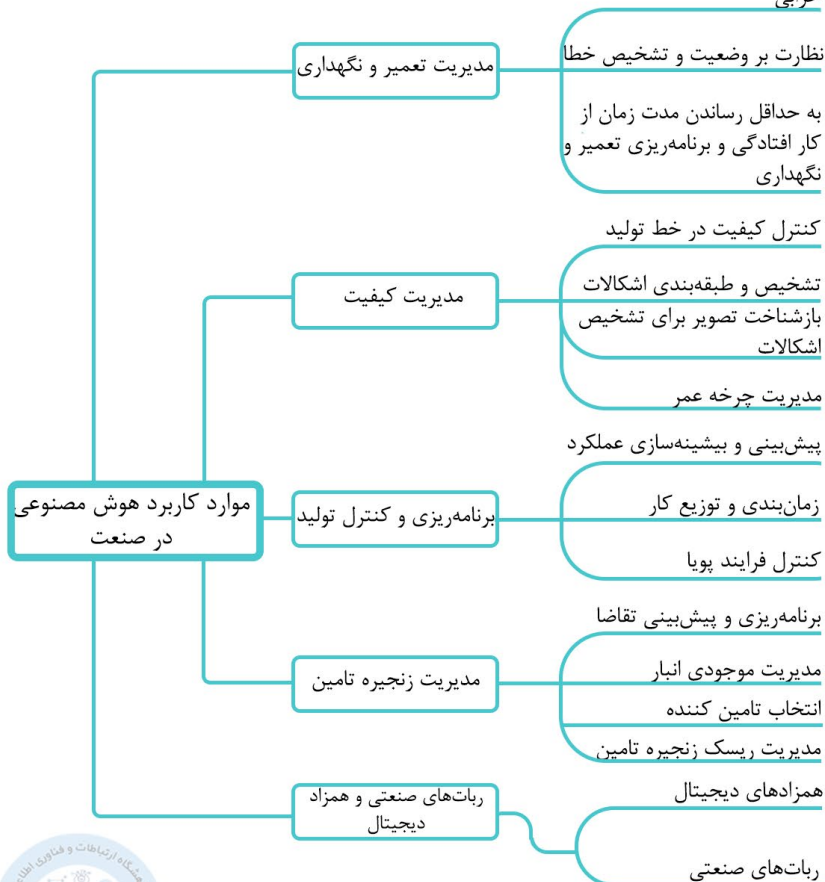 خرابی
نظارت بر وضعیت و تشخیص خطا
به حداقل رساندن مدت زمان از
کار افتادگی و برنامه‌ریزی تعمیر و
نگهداری
مدیریت تعمیر و نگهداری
کنترل کیفیت در خط تولید
تشخیص و طبقه‌بندی اشکالات
بازشناخت تصویر برای تشخیص
اشکالات
مدیریت چرخه عمر
مدیریت کیفیت
پیش‌بینی و بیشینه‌سازی عملکرد
زمان‌بندی و توزیع کار
کنترل فرایند پویا
برنامه‌ریزی و کنترل تولید
موارد کاربرد هوش مصنوعی
در صنعت
برنامه‌ریزی و پیش‌بینی تقاضا
مدیریت موجودی انبار
انتخاب تامین کننده
مدیریت ریسک زنجیره تامین
مدیریت زنجیره تامین
همزادهای دیجیتال
ربات‌های صنعتی
ربات‌های صنعتی و همزاد
دیجیتال
ارتباطات و فناوری